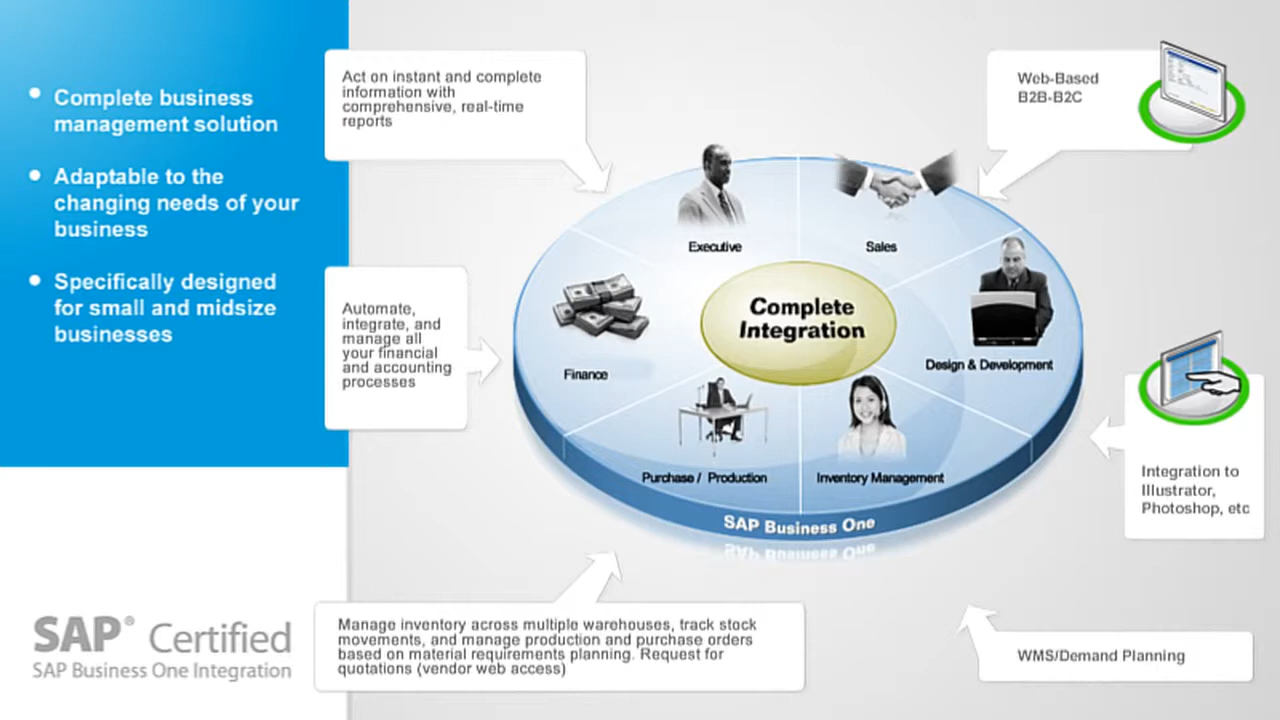 Complete business
management solution
Adaptable to the
changing needs of your
business
Specifically designed
for small and midsize
businesses
Act on instant and complete
information with
comprehensive, real-time
reports
Web-Based
B2B-B2C
Executive
Sales
Automate,
integrate, and
manage all
your financial
and accounting
processes
Complete
Integration
Finance
Design & Development
Purchase / Production
Inventory Management
SAP Business One
Integration to
Illustrator,
Photoshop, etc
Manage inventory across multiple warehouses, track stock
movements, and manage production and purchase orders
based on material requirements planning. Request for
quotations (vendor web access)
WMS/Demand Planning
SAP® Certified
SAP Business One Integration